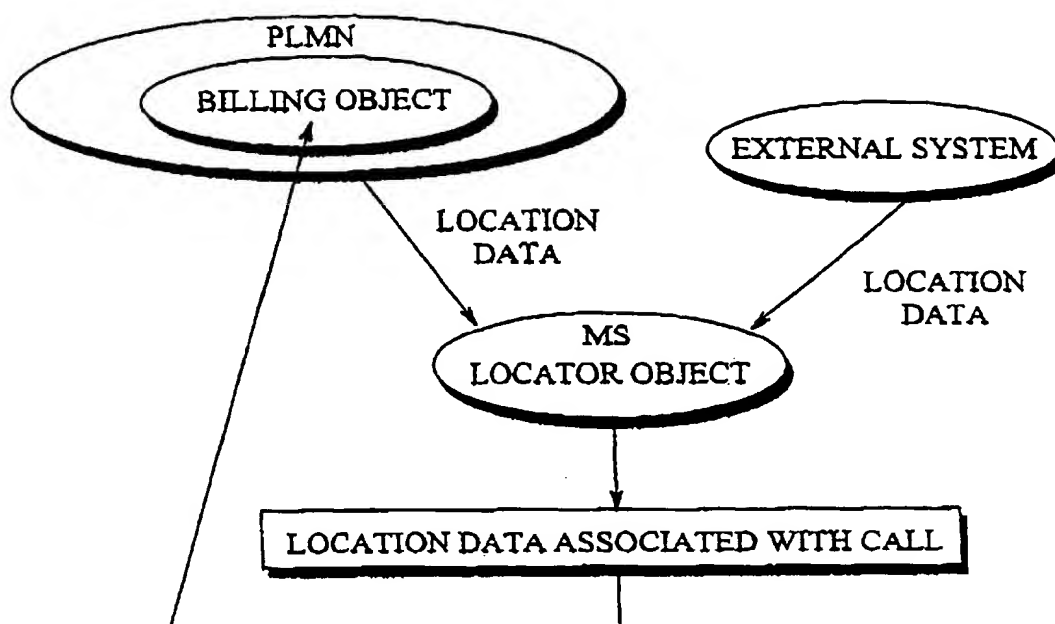 PLMN
BILLING OBJECT
EXTERNAL SYSTEM
LOCATION
DATA
LOCATION
DATA
MS
LOCATOR OBJECT
LOCATION DATA ASSOCIATED WITH CALL